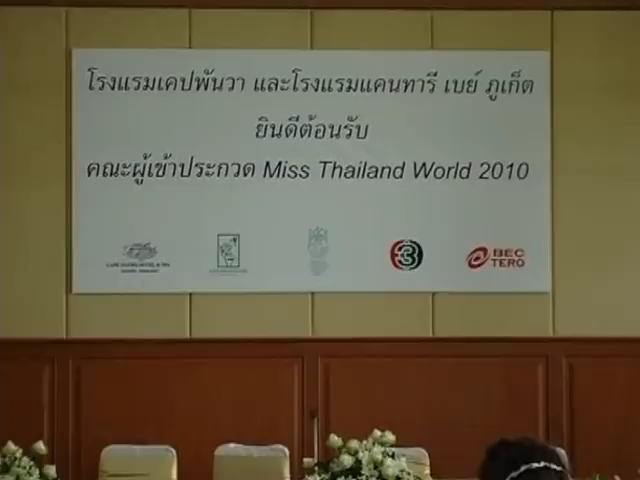 โรงแรมเคปพันวา และโรงแรมแคนทารี เบย์ ภูเก็ต
ยินดีต้อนรับ
คณะผู้เข้าประกวด Miss Thailand World 2010
3
BEC
TERO